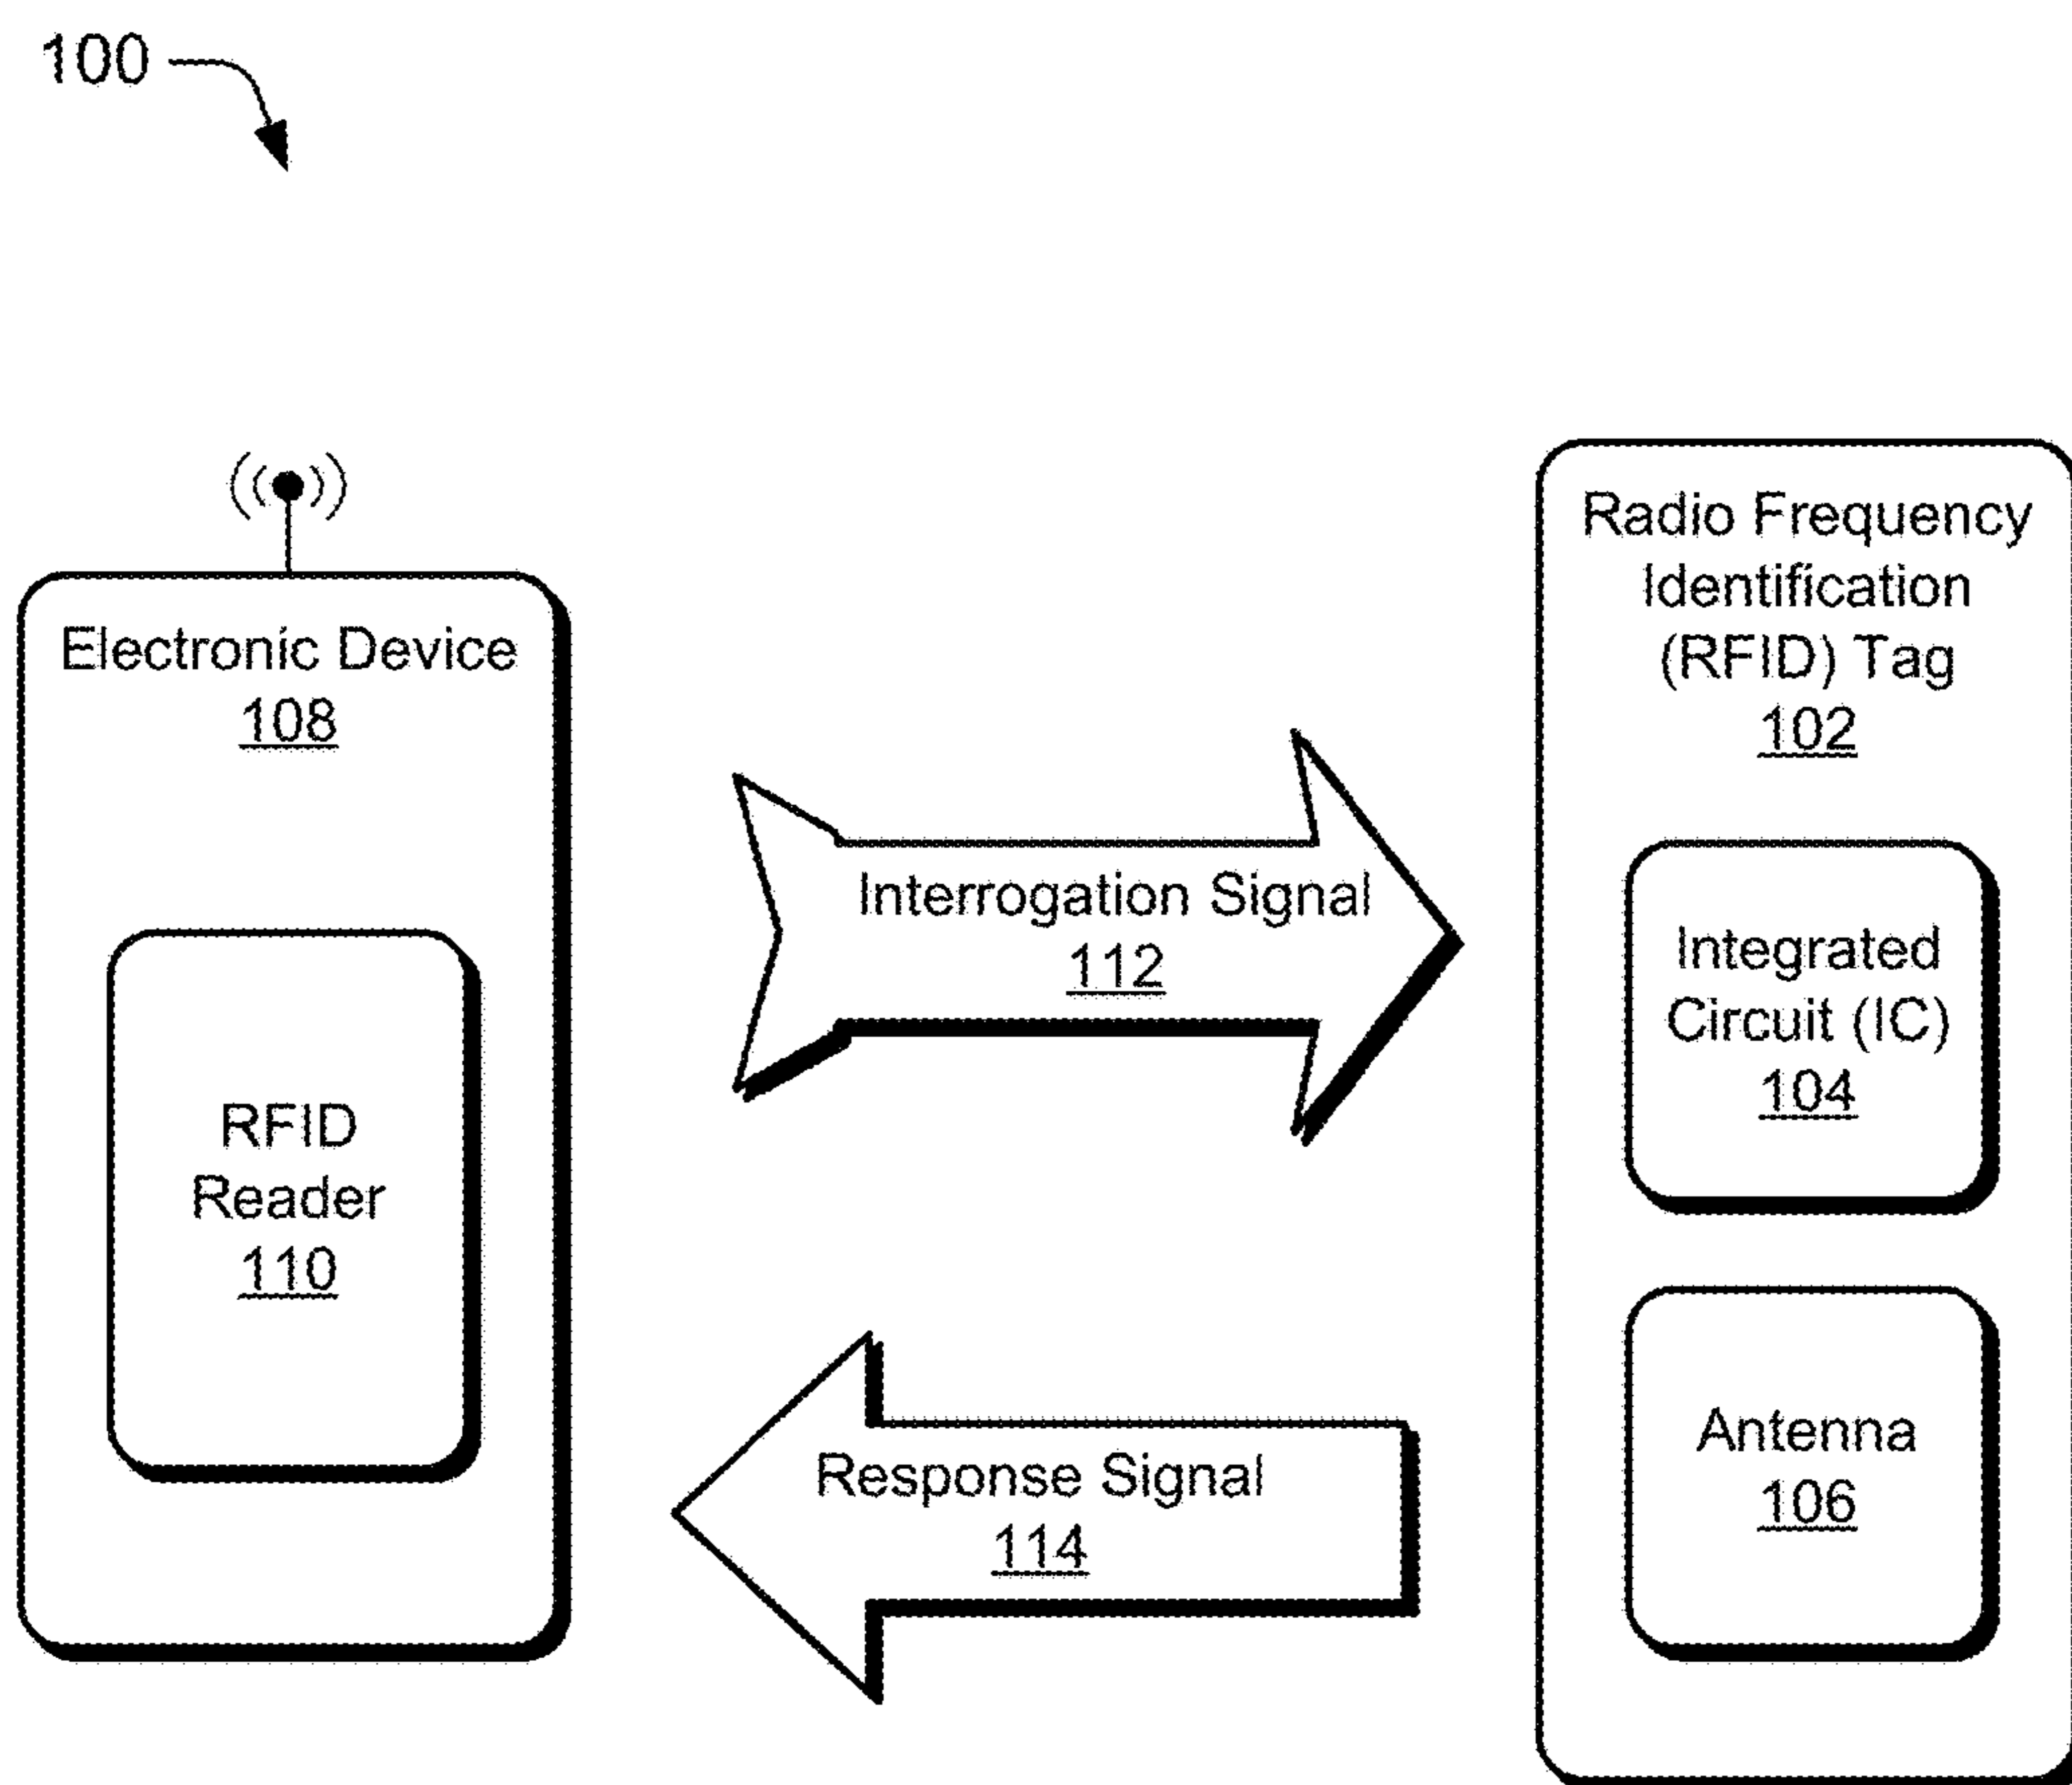 100
Electronic Device
108
RFID
Reader
110
Interrogation Signal
112
Response Signal
114
Radio Frequency
Identification
(RFID) Tag
102
Integrated
Circuit (IC)
104
Antenna
106